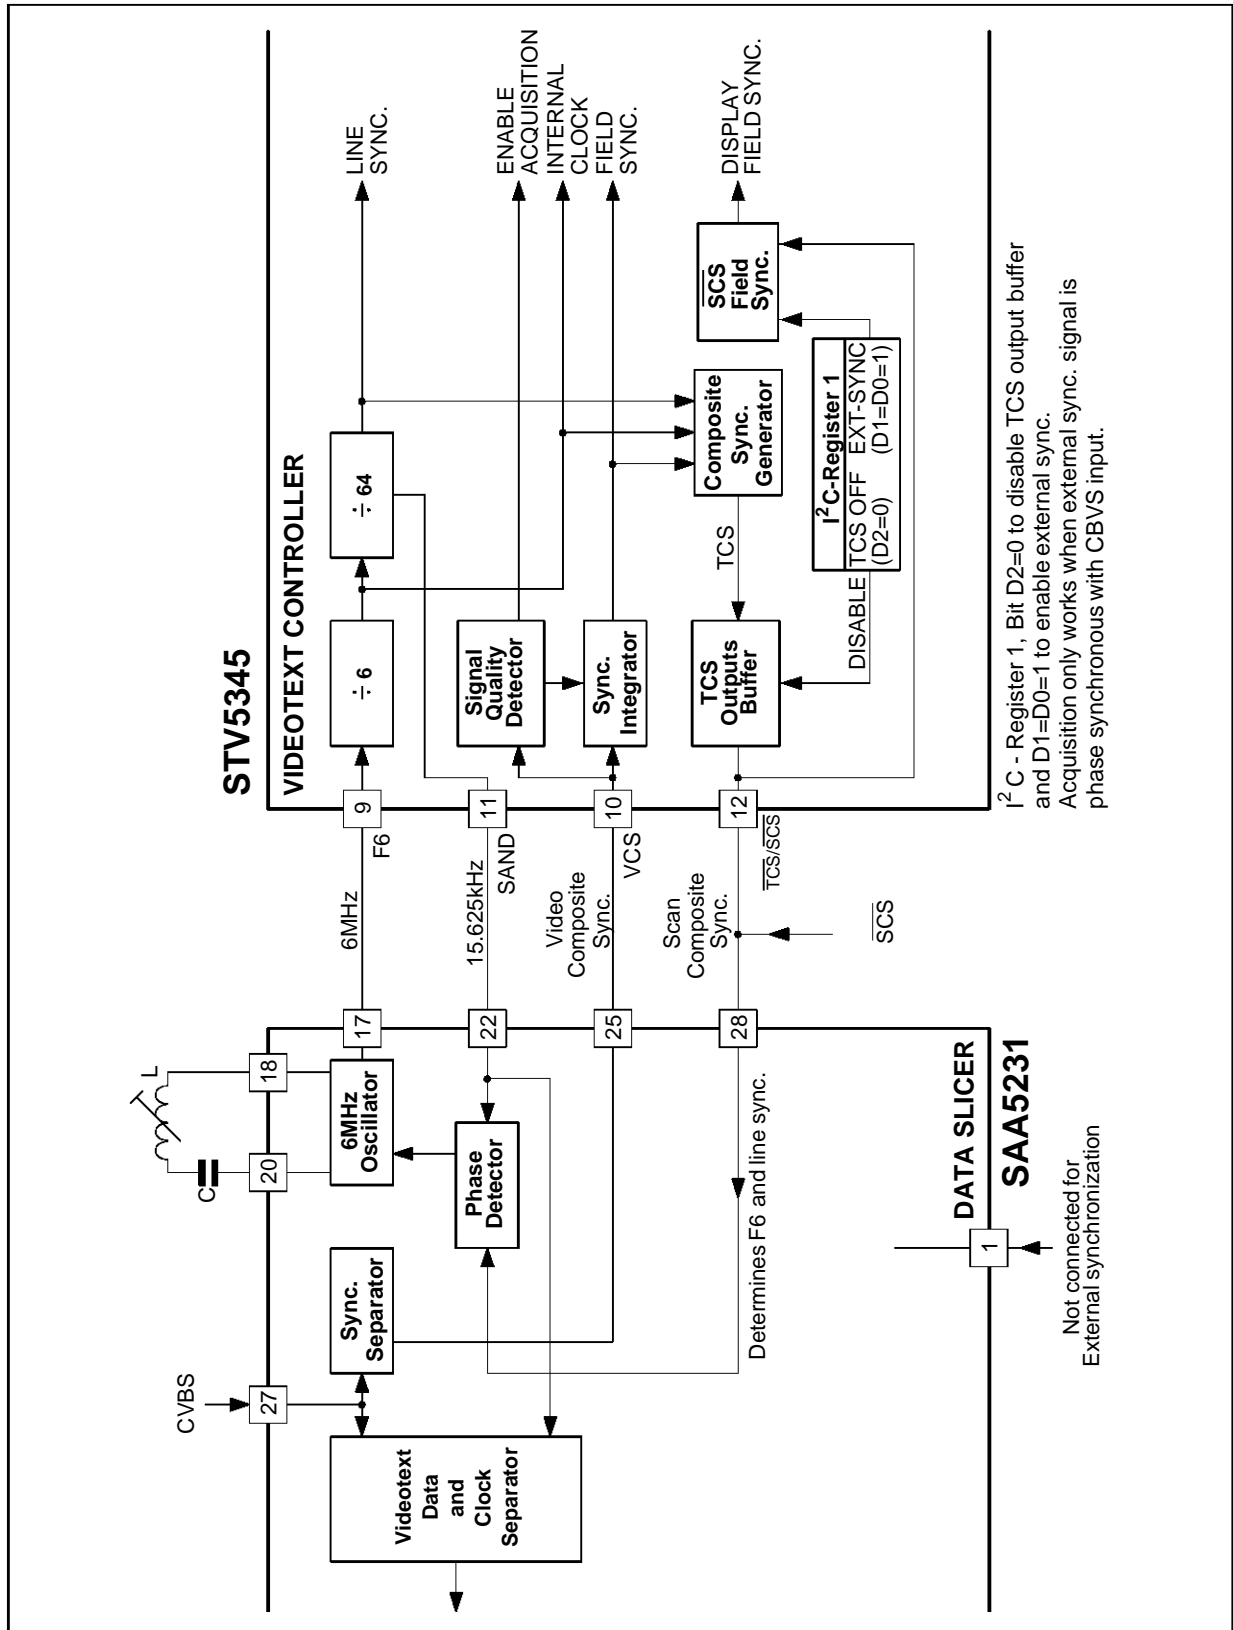 STV5345
VIDEOTEXT CONTROLLER
LINE
SYNC.
ENABLE
ACQUISITION
INTERNAL
CLOCK
FIELD
SYNC.
DISPLAY
FIELD SYNC.
÷ 6
÷ 64
Signal
Quality
Detector
Sync.
Integrator
Composite
Sync.
Generator
SCS
Field
Sync.
TCS
TCS
Outputs
Buffer
DISABLE
I² C-Register 1
TCS OFF EXT-SYNC
(D2=0) (D1=D0=1)
9
11
10
12
F6
SAND
VCS
TCS/SCS
6MHz
15.625kHz
Video
Composite
Sync.
Scan
Composite
Sync.
SCS
I² C - Register 1, Bit D2=0 to disable TCS output buffer
and D1=D0=1 to enable external sync.
Acquisition only works when external sync. signal is
phase synchronous with CBVS input.
17
22
25
28
18
20
27
1
L
C
CVBS
6MHz
Oscillator
Phase
Detector
Sync.
Separator
Videotext
Data
and
Clock
Separator
Determines F6 and line sync.
DATA SLICER
SAA5231
Not connected for
External synchronization